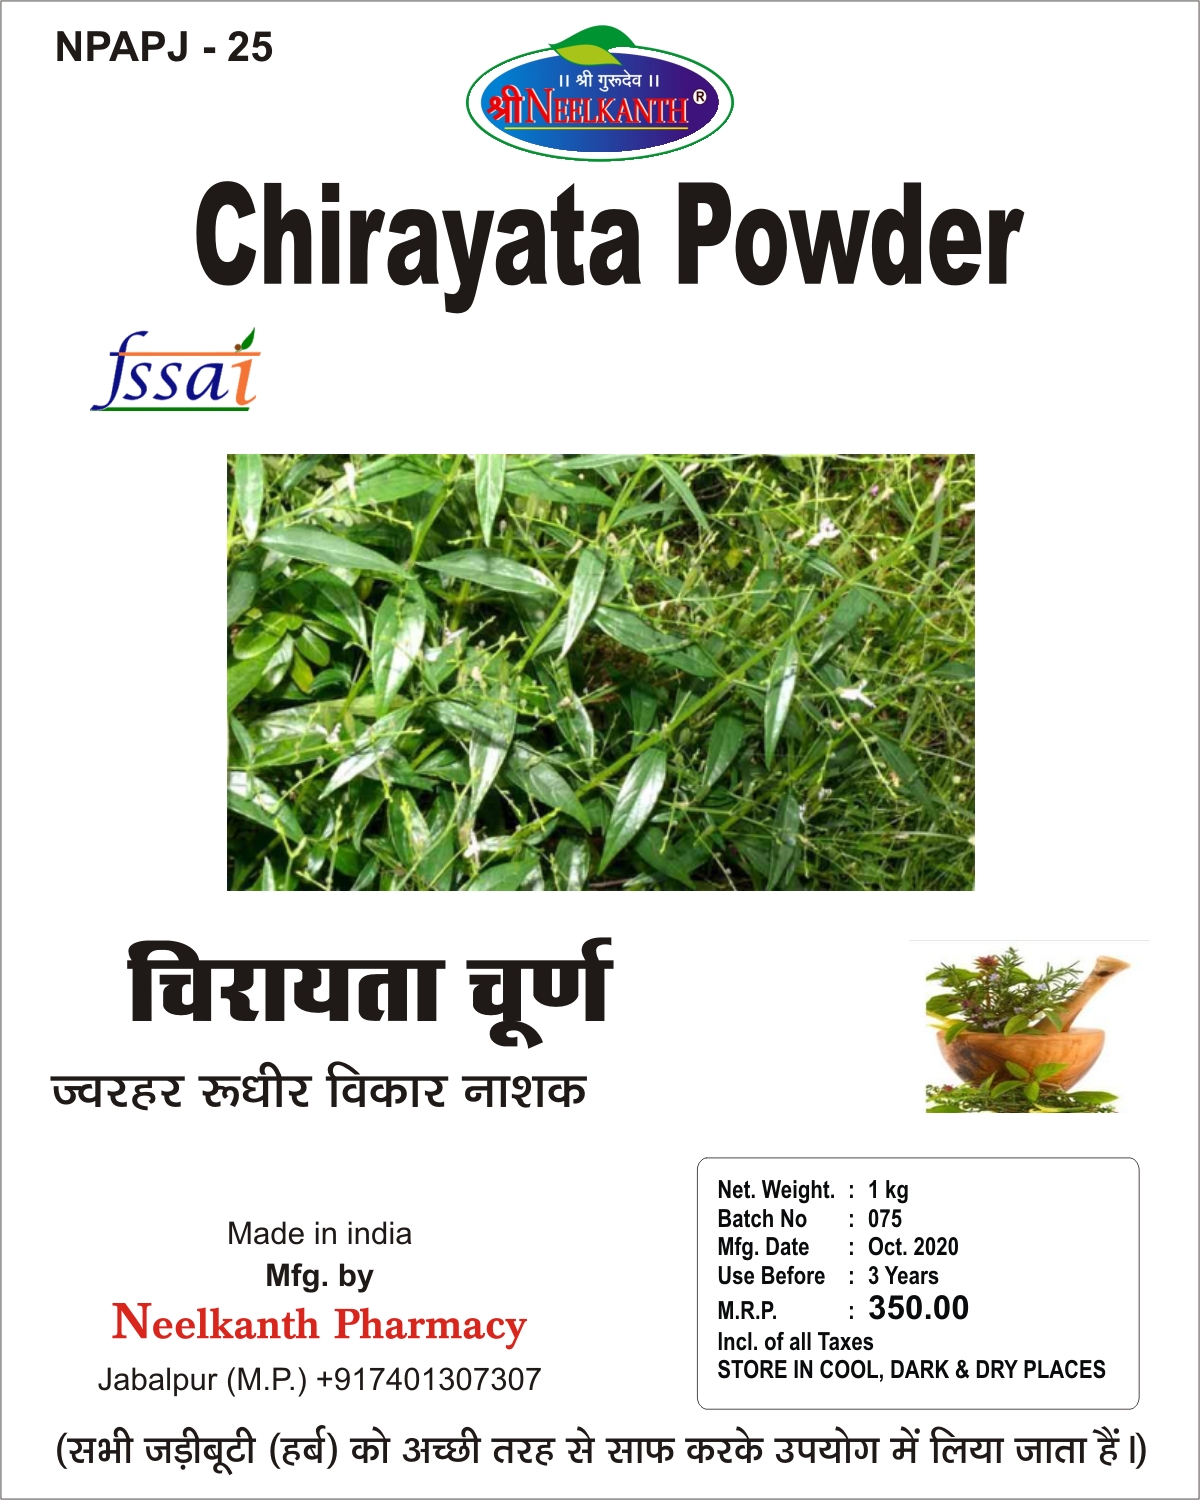 NPAPJ - 25
।। श्री गुरूदेव ।।
श्री NEELKANTH ®
Chirayata Powder
fssai
चिरायता चूर्ण
ज्वरहर रूधीर विकार नाशक
Made in india
Mfg. by
Neelkanth Pharmacy
Jabalpur (M.P.) +917401307307
Net. Weight. : 1 kg
Batch No : 075
Mfg. Date : Oct. 2020
Use Before : 3 Years
M.R.P. : 350.00
Incl. of all Taxes
STORE IN COOL, DARK & DRY PLACES
(सभी जड़ीबूटी (हर्ब) को अच्छी तरह से साफ करके उपयोग में लिया जाता हैं।)